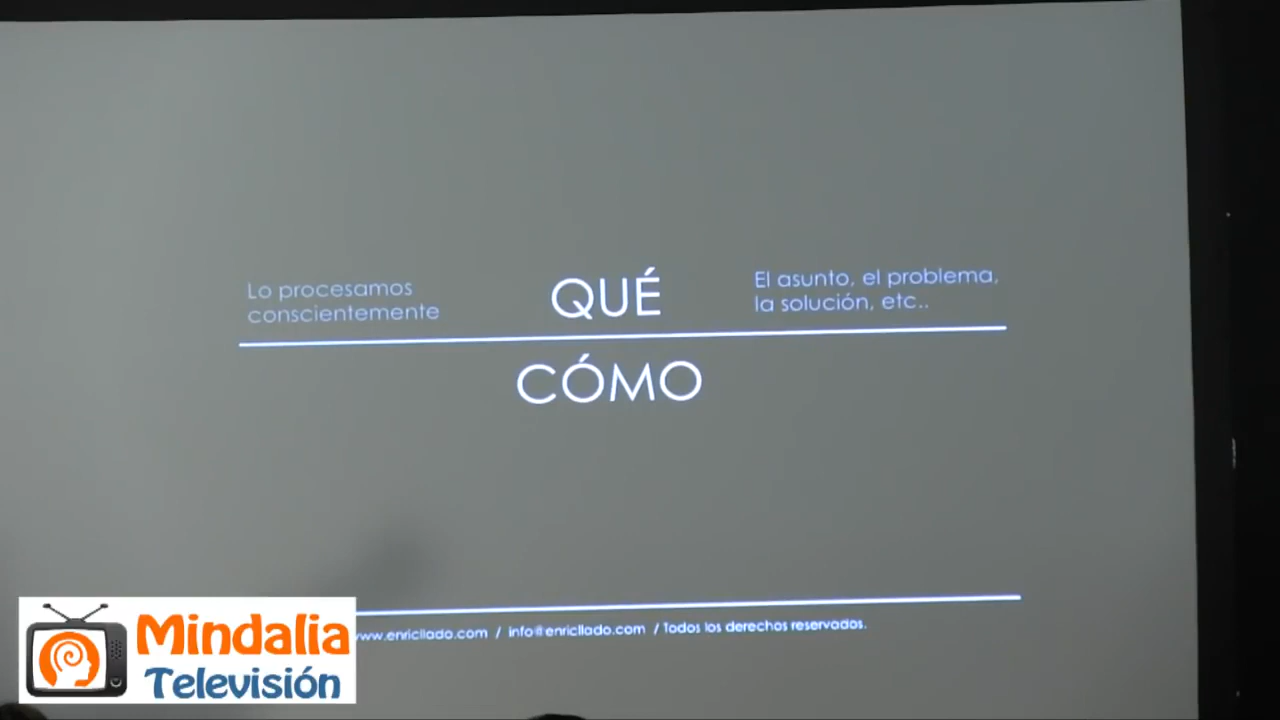 Lo procesamos
conscientemente
QUÉ
El asunto, el problema,
la solución, etc..
CÓMO
www.enricllado.com / info@enricllado.com / Todos los derechos reservados.
Mindalia
Televisión